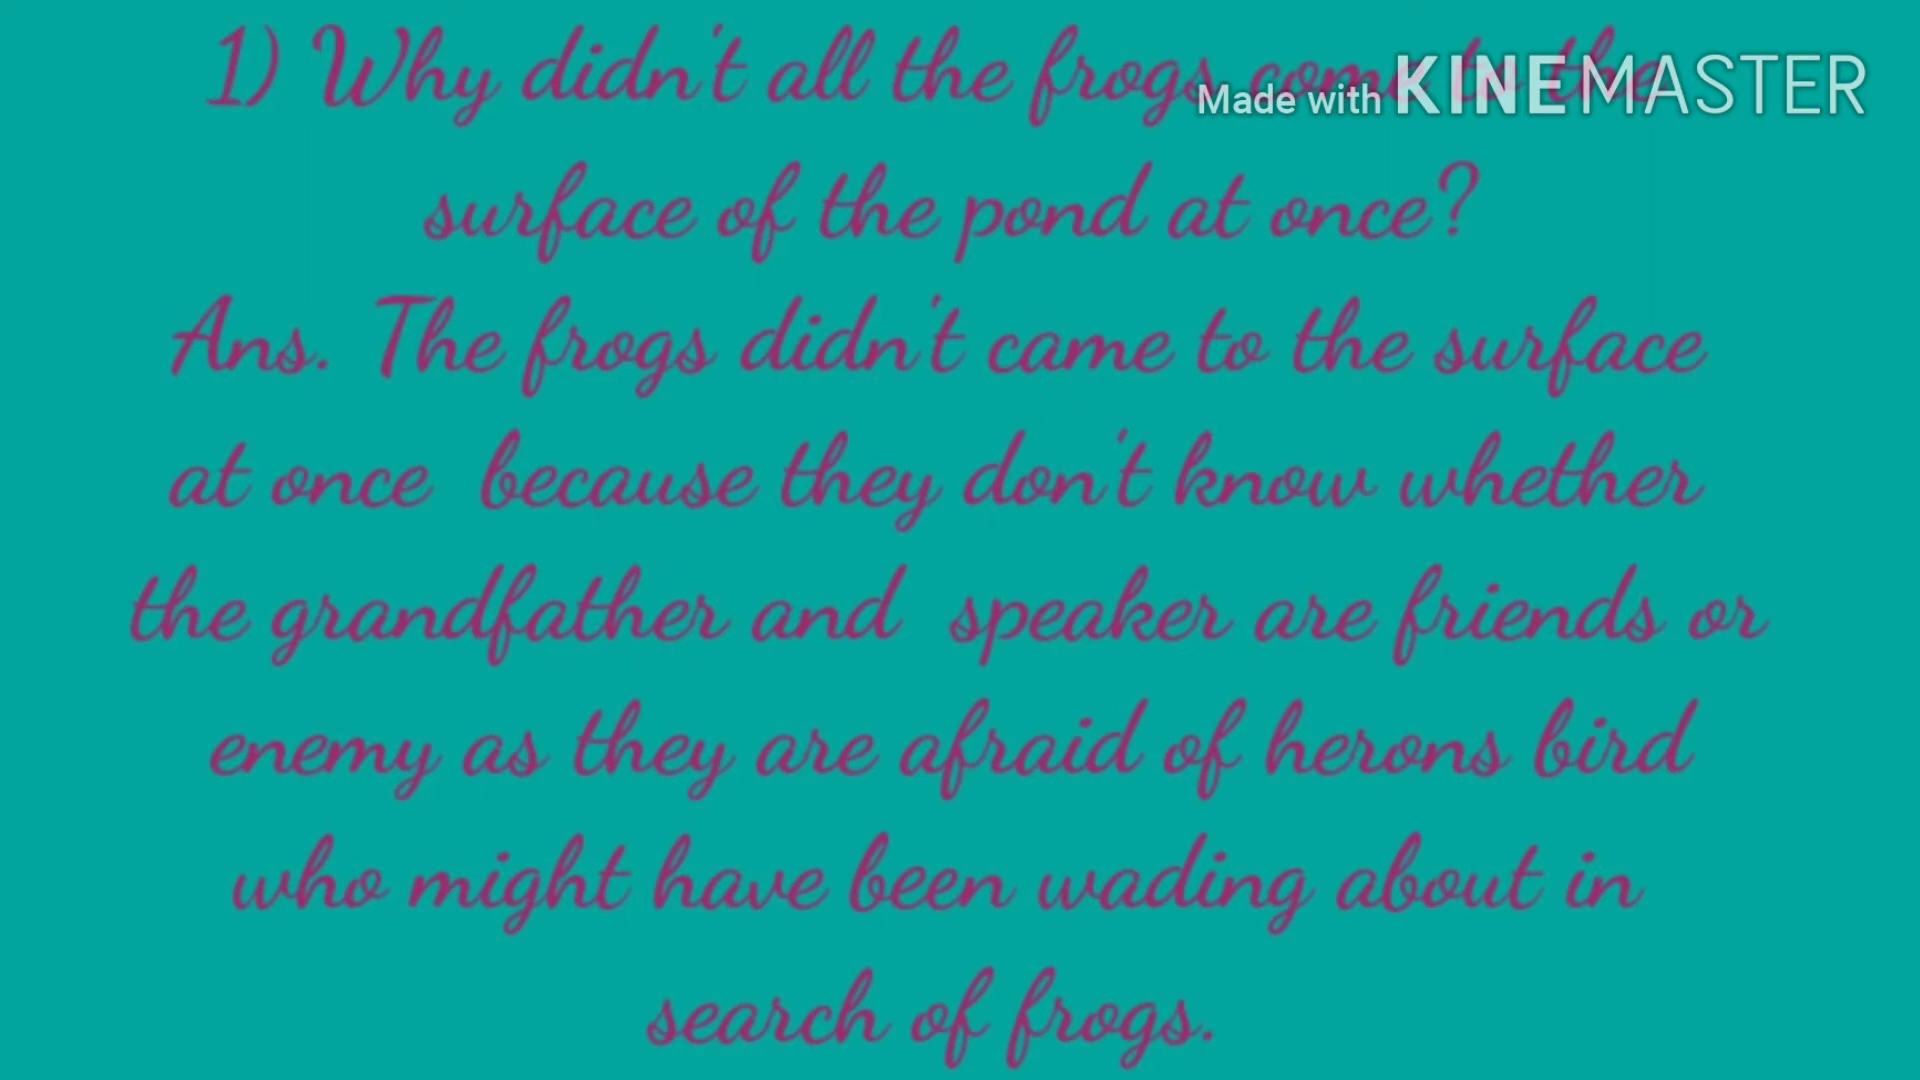 1) Why didn't all the frogs come to the
Made with KINEMASTER
surface of the pond at once?
Ans. The frogs didn't came to the surface
at once because they don't know whether
the grandfather and speaker are friends or
enemy as they are afraid of herons bird
who might have been wading about in
search of frogs.